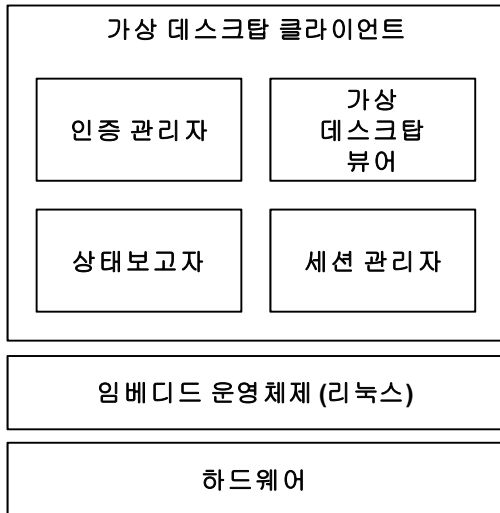 가상 데스크탑 클라이언트
인증 관리자
가상
데스크탑
뷰어
상태보고자
세션 관리자
임베디드 운영체제 (리눅스)
하드웨어